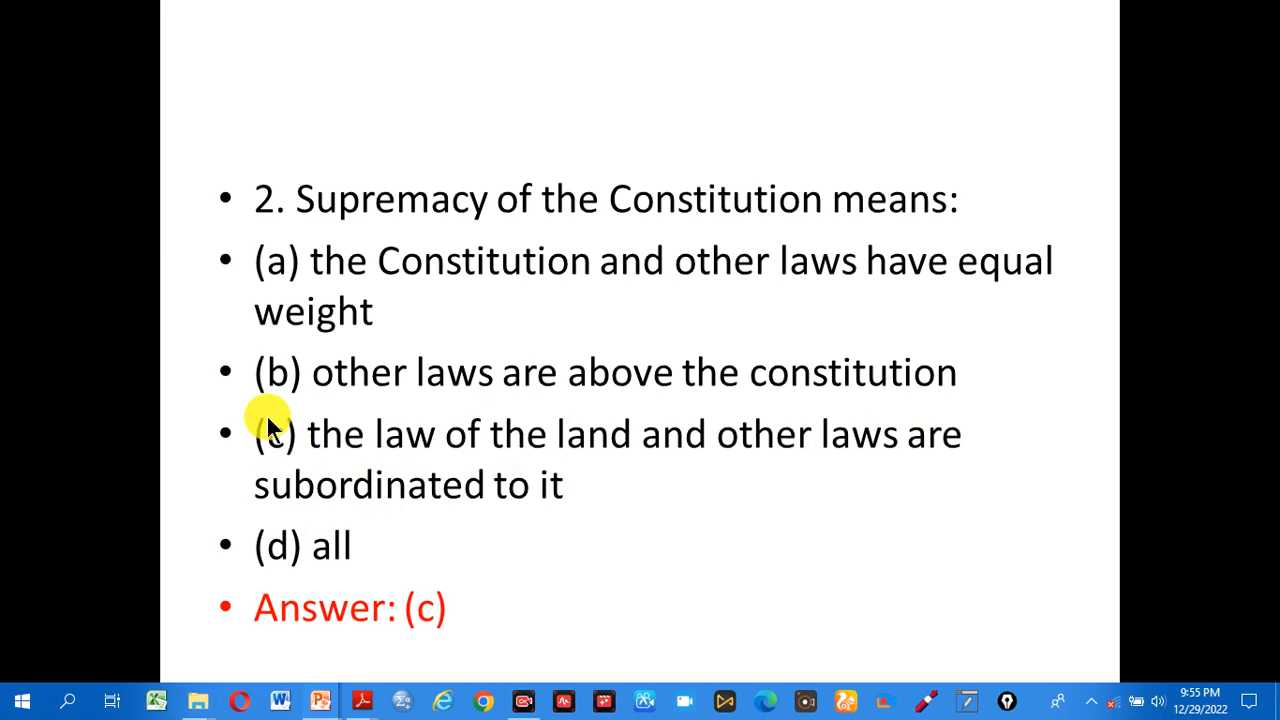 • 2. Supremacy of the Constitution means:
• (a) the Constitution and other laws have equal
weight
• (b) other laws are above the constitution
• (c) the law of the land and other laws are
subordinated to it
• (d) all
• Answer: (c)
9:55 PM
12/29/2022